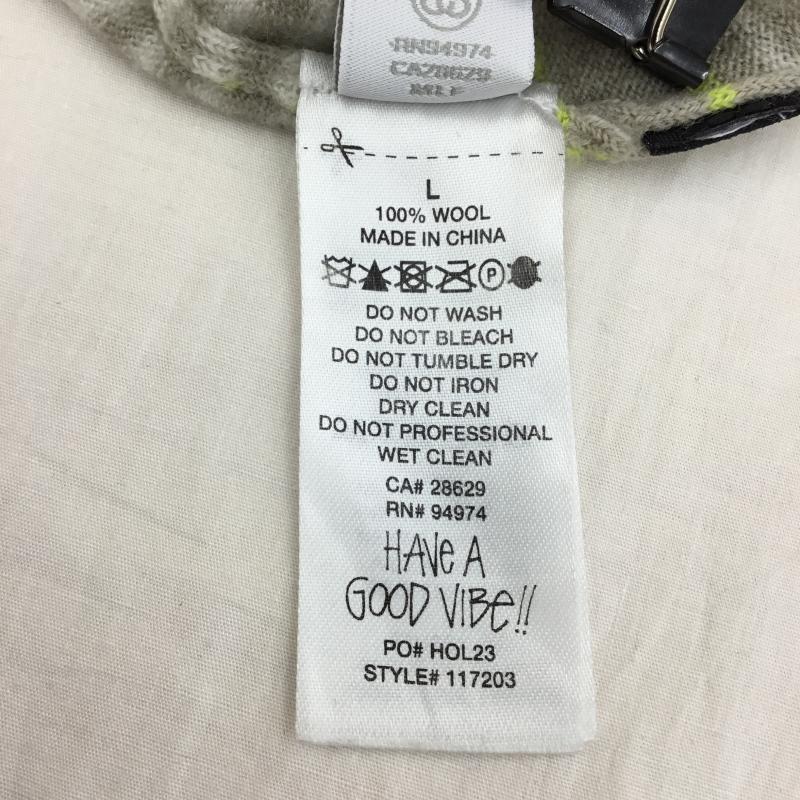 RN94974
CA28629
L
100% WOOL
MADE IN CHINA
P
DO NOT WASH
DO NOT BLEACH
DO NOT TUMBLE DRY
DO NOT IRON
DRY CLEAN
DO NOT PROFESSIONAL
WET CLEAN
CA# 28629
RN# 94974
HAVE A
GOOD VIBE!!
PO# HOL23
STYLE# 117203